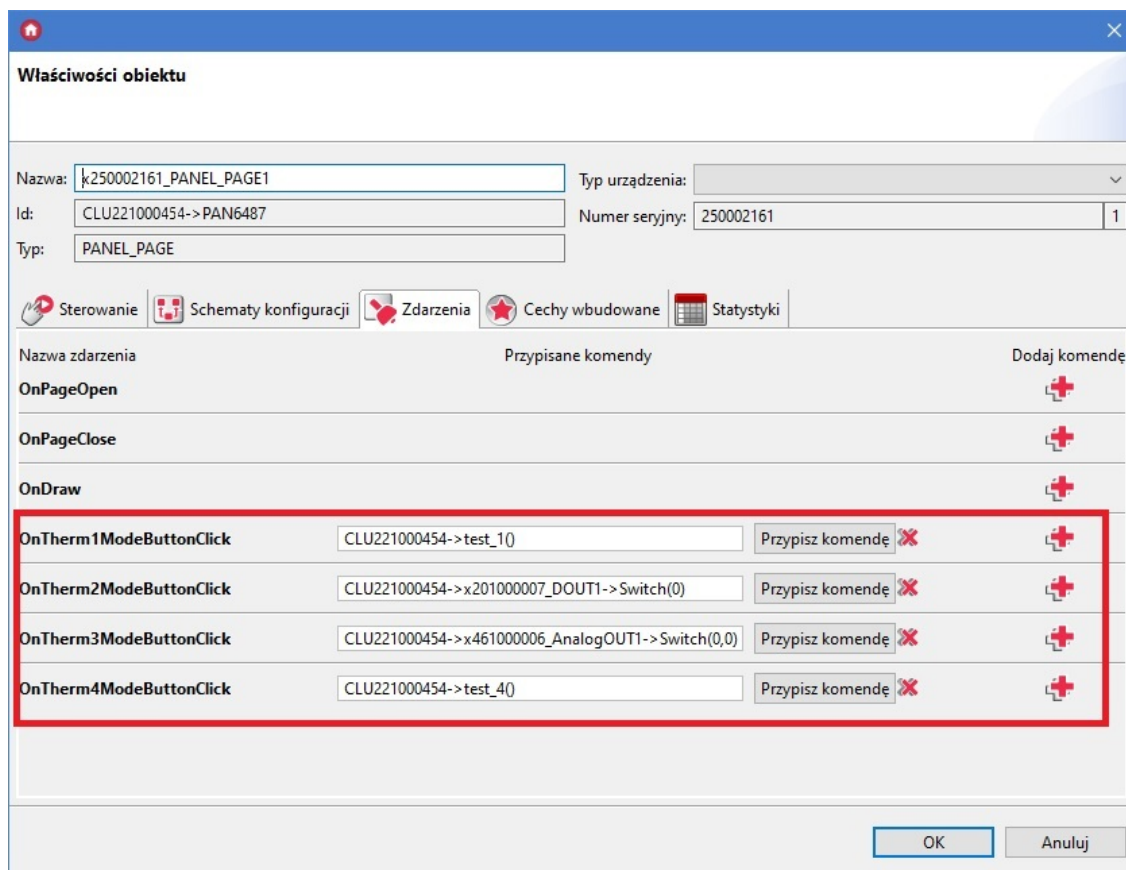 Właściwości obiektu
Nazwa: x250002161_PANEL_PAGE1
Typ urządzenia:
Id: CLU221000454->PAN6487
Numer seryjny: 250002161 1
Typ: PANEL_PAGE
Sterowanie Schematy konfiguracji Zdarzenia Cechy wbudowane Statystyki
Nazwa zdarzenia Przypisane komendy Dodaj komendę
OnPageOpen
OnPageClose
OnDraw
OnTherm1ModeButtonClick CLU221000454->test_1() Przypisz komendę
OnTherm2ModeButtonClick CLU221000454->x201000007_DOUT1->Switch(0) Przypisz komendę
OnTherm3ModeButtonClick CLU221000454->x461000006_AnalogOUT1->Switch(0,0) Przypisz komendę
OnTherm4ModeButtonClick CLU221000454->test_4() Przypisz komendę
OK Anuluj